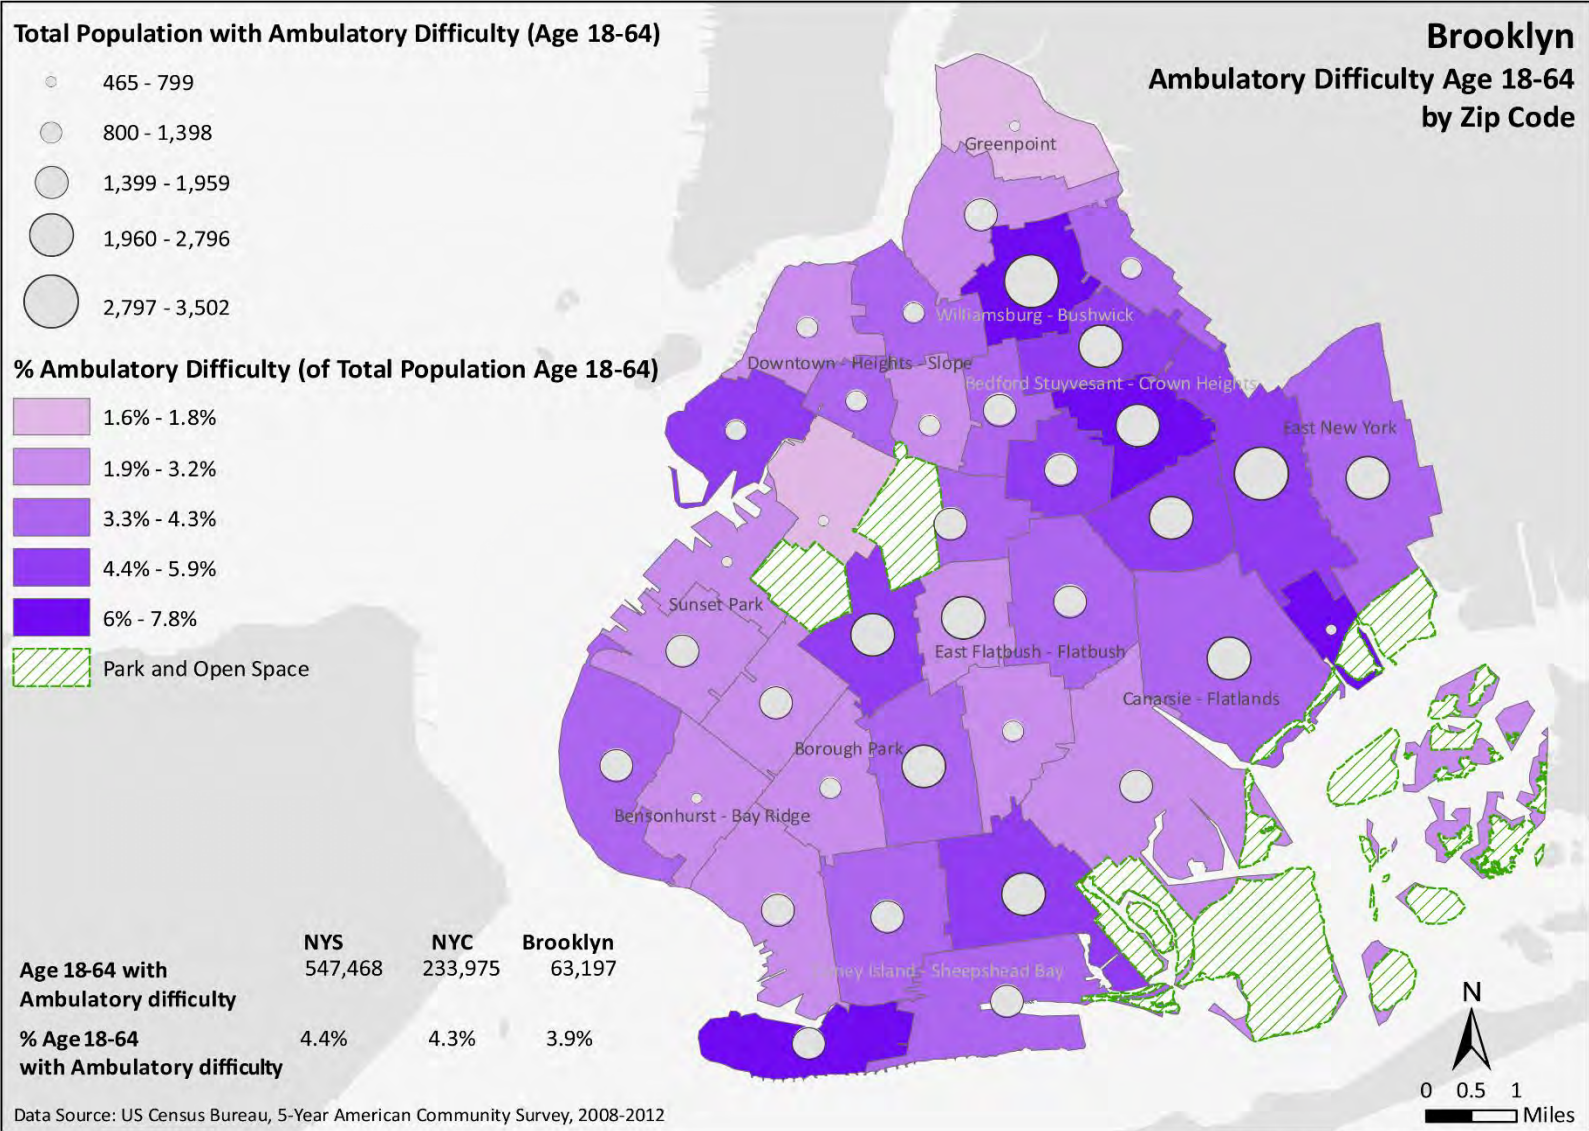 Total Population with Ambulatory Difficulty (Age 18-64)
465 - 799
800 - 1,398
1,399 - 1,959
1,960 - 2,796
2,797 - 3,502
% Ambulatory Difficulty (of Total Population Age 18-64)
1.6% - 1.8%
1.9% - 3.2%
3.3% - 4.3%
4.4% - 5.9%
6% - 7.8%
Park and Open Space
Brooklyn
Ambulatory Difficulty Age 18-64
by Zip Code
Greenpoint
Williamsburg - Bushwick
Downtown - Heights - Slope
Bedford Stuyvesant - Crown Heights
East New York
Sunset Park
East Flatbush - Flatbush
Canarsie - Flatlands
Borough Park
Bensonhurst - Bay Ridge
Island - Sheepshead Bay
NYS NYC Brooklyn
Age 18-64 with 547,468 233,975 63,197
Ambulatory difficulty
% Age 18-64 4.4% 4.3% 3.9%
with Ambulatory difficulty
Data Source: US Census Bureau, 5-Year American Community Survey, 2008-2012
N
0 0.5 1
Miles